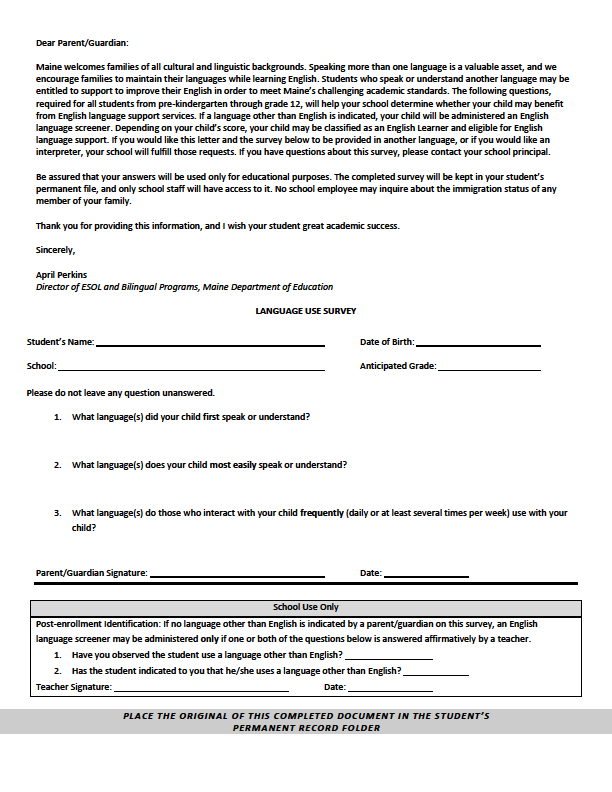 Dear Parent/Guardian:
Maine welcomes families of all cultural and linguistic backgrounds. Speaking more than one language is a valuable asset, and we
encourage families to maintain their languages while learning English. Students who speak or understand another language may be
entitled to support to improve their English in order to meet Maine's challenging academic standards. The following questions,
required for all students from pre-kindergarten through grade 12, will help your school determine whether your child may benefit
from English language support services. If a language other than English is indicated, your child will be administered an English
language screener. Depending on your child's score, your child may be classified as an English Learner and eligible for English
language support. If you would like this letter and the survey below to be provided in another language, or if you would like an
interpreter, your school will fulfill those requests. If you have questions about this survey, please contact your school principal.
Be assured that your answers will be used only for educational purposes. The completed survey will be kept in your student's
permanent file, and only school staff will have access to it. No school employee may inquire about the immigration status of any
member of your family.
Thank you for providing this information, and I wish your student great academic success.
Sincerely,
April Perkins
Director of ESOL and Bilingual Programs, Maine Department of Education
LANGUAGE USE SURVEY
Student's Name: Date of Birth:
School: Anticipated Grade:
Please do not leave any question unanswered.
1. What language(s) did your child first speak or understand?
2. What language(s) does your child most easily speak or understand?
3. What language(s) do those who interact with your child frequently (daily or at least several times per week) use with your
child?
Parent/Guardian Signature: Date:
School Use Only
Post-enrollment Identification: If no language other than English is indicated by a parent/guardian on this survey, an English
language screener may be administered only if one or both of the questions below is answered affirmatively by a teacher.
1. Have you observed the student use a language other than English?
2. Has the student indicated to you that he/she uses a language other than English?
Teacher Signature: Date:
PLACE THE ORIGINAL OF THIS COMPLETED DOCUMENT IN THE STUDENT'S
PERMANENT RECORD FOLDER